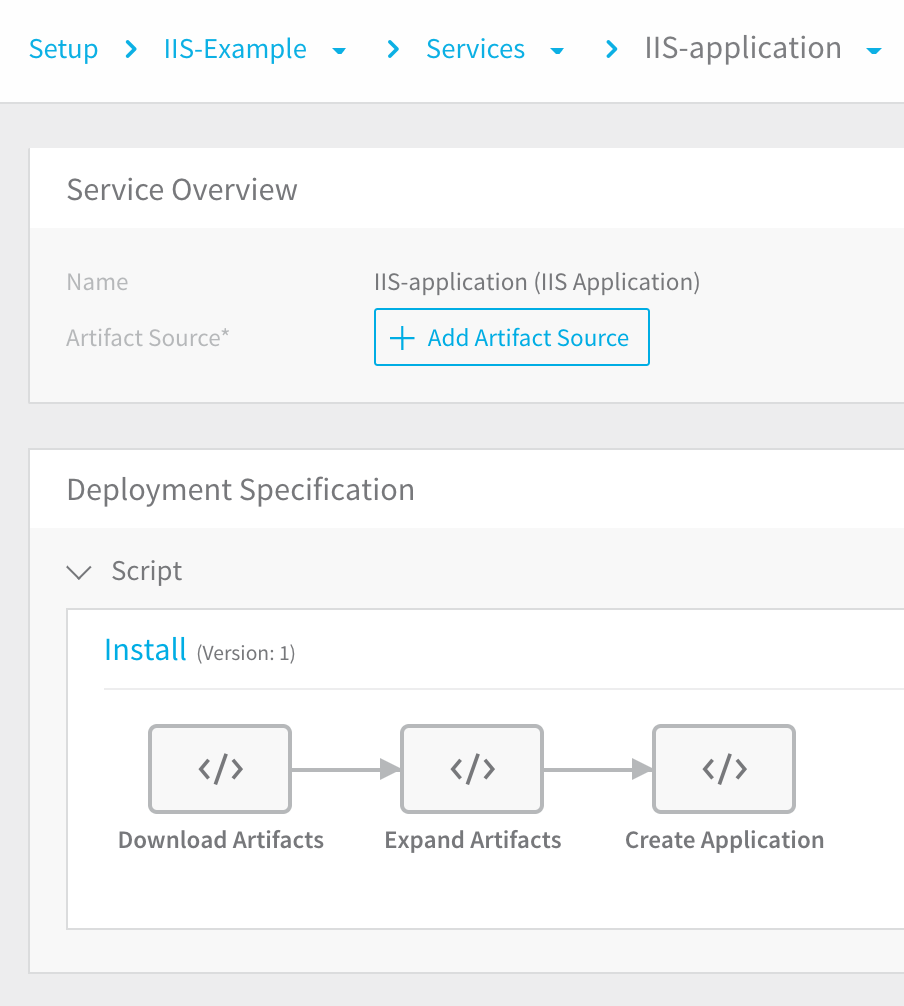 Setup > IIS-Example > Services > IIS-application
Service Overview
Name IIS-application (IIS Application)
Artifact Source* + Add Artifact Source
Deployment Specification
Script
Install (Version: 1)
</> </> </>
Download Artifacts Expand Artifacts Create Application